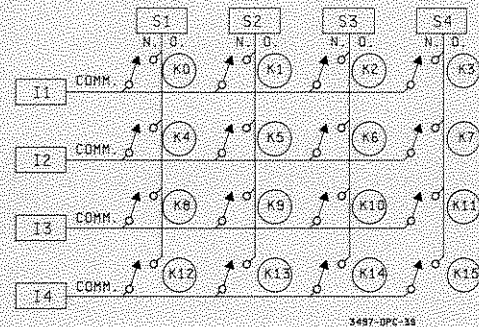 S1 S2 S3 S4
N. O. N. O. N. O. N. O.
K0 K1 K2 K3
I1 COMM.
K4 K5 K6 K7
I2 COMM.
K8 K9 K10 K11
I3 COMM.
K12 K13 K14 K15
I4 COMM.
3497-OPC-39